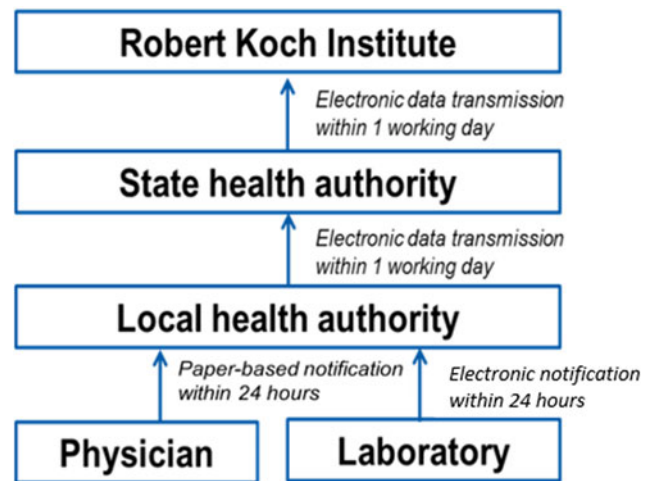 Robert Koch Institute
Electronic data transmission
within 1 working day
State health authority
Electronic data transmission
within 1 working day
Local health authority
Paper-based notification
within 24 hours
Electronic notification
within 24 hours
Physician
Laboratory